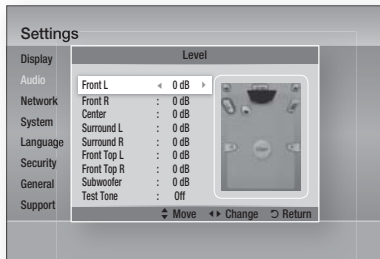 Settings
Display
Audio
Network
System
Language
Security
General
Support
Level
Front L ◂ 0 dB ▸
Front R : 0 dB
Center : 0 dB
Surround L : 0 dB
Surround R : 0 dB
Front Top L : 0 dB
Front Top R : 0 dB
Subwoofer : 0 dB
Test Tone : Off
Move ◂▸ Change Return